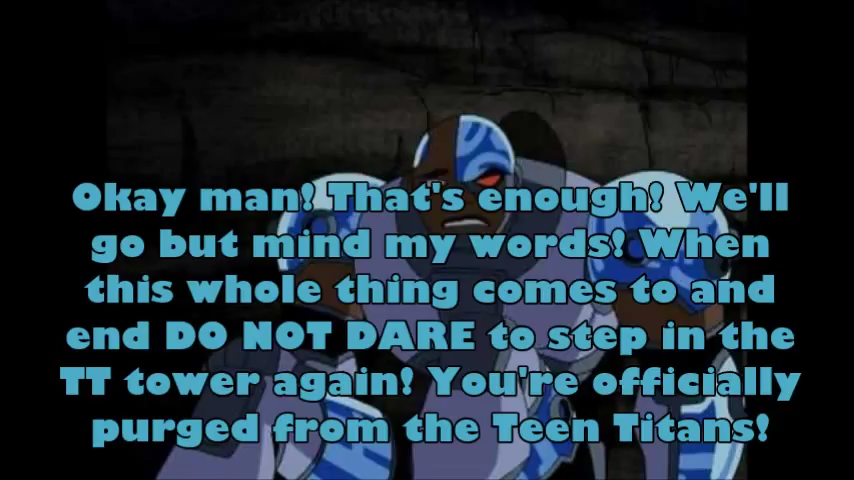 Okay man! That's enough! We'll
go but mind my words! When
this whole thing comes to and
end DO NOT DARE to step in the
TT tower again! You're officially
purged from the Teen Titans!